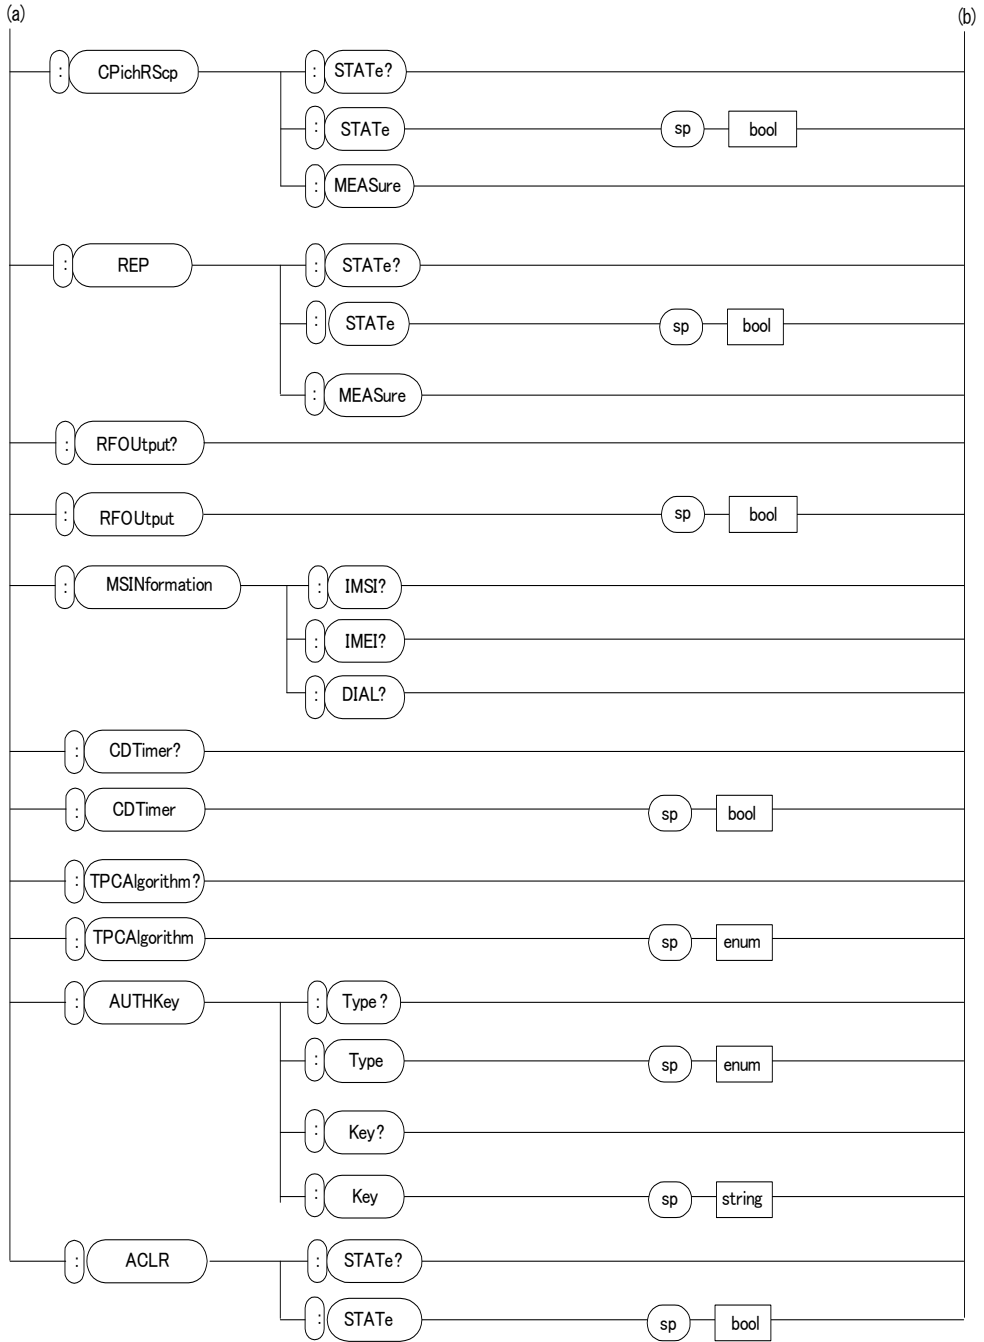 (a) (b)
: CPichRScp : STATe?
: STATe sp bool
: MEASure
: REP : STATe?
: STATe sp bool
: MEASure
: RFOUtput?
: RFOUtput sp bool
: MSINformation : IMSI?
: IMEI?
: DIAL?
: CDTimer?
: CDTimer sp bool
: TPCAlgorithm?
: TPCAlgorithm sp enum
: AUTHKey : Type?
: Type sp enum
: Key?
: Key sp string
: ACLR : STATe?
: STATe sp bool